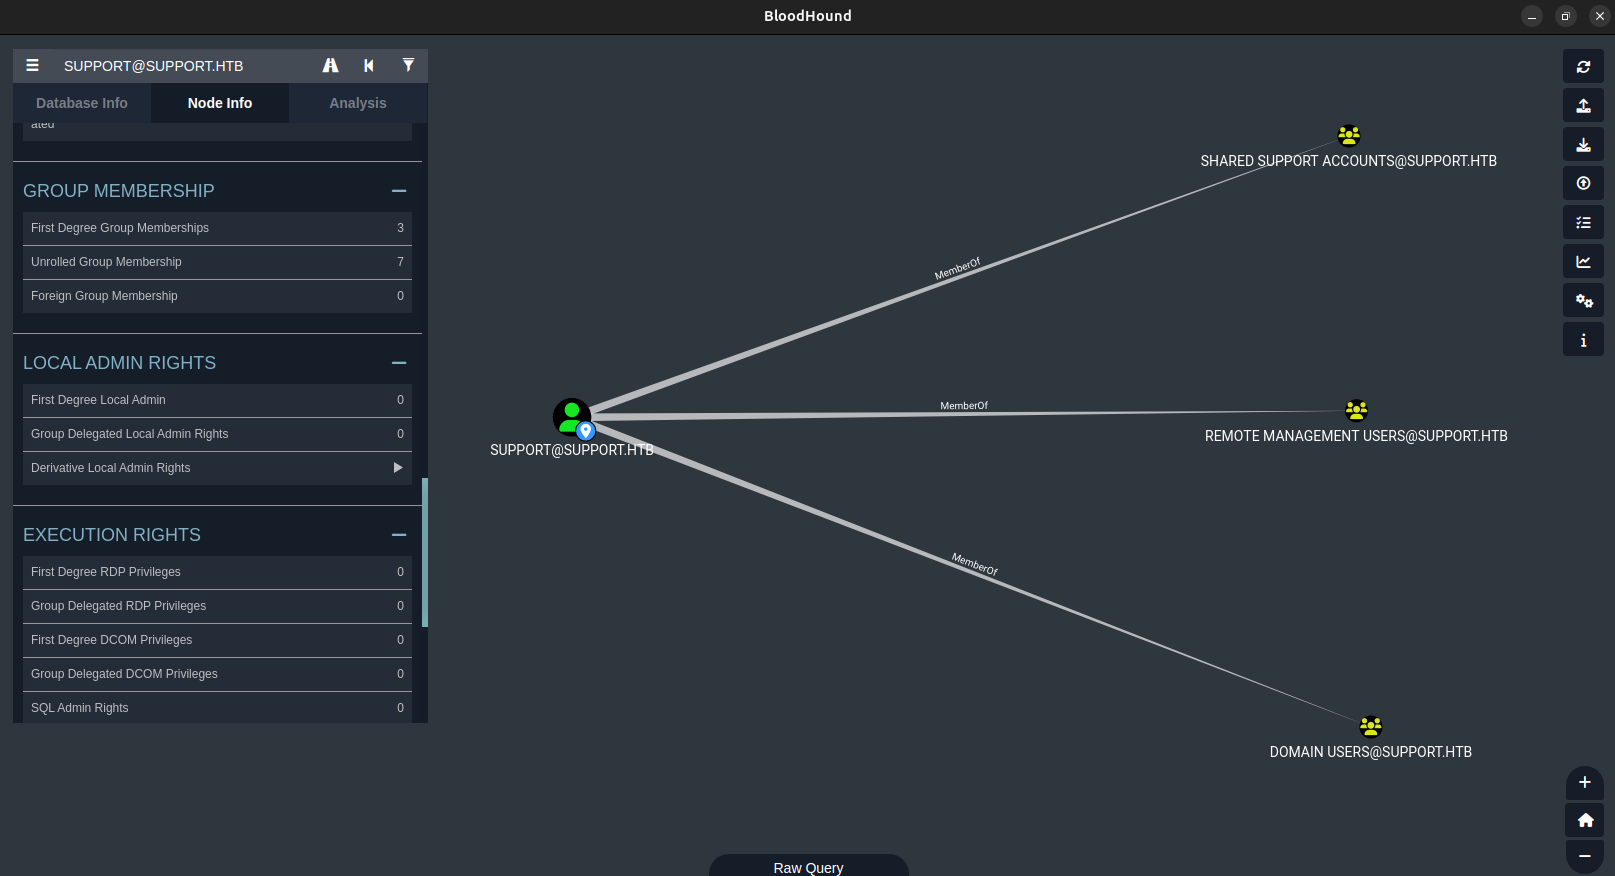 BloodHound
SUPPORT@SUPPORT.HTB
Database Info
Node Info
Analysis
ated
GROUP MEMBERSHIP
First Degree Group Memberships 3
Unrolled Group Membership 7
Foreign Group Membership 0
LOCAL ADMIN RIGHTS
First Degree Local Admin 0
Group Delegated Local Admin Rights 0
Derivative Local Admin Rights
EXECUTION RIGHTS
First Degree RDP Privileges 0
Group Delegated RDP Privileges 0
First Degree DCOM Privileges 0
Group Delegated DCOM Privileges 0
SQL Admin Rights 0
SHARED SUPPORT ACCOUNTS@SUPPORT.HTB
MemberOf
MemberOf
REMOTE MANAGEMENT USERS@SUPPORT.HTB
SUPPORT@SUPPORT.HTB
MemberOf
DOMAIN USERS@SUPPORT.HTB
Raw Query